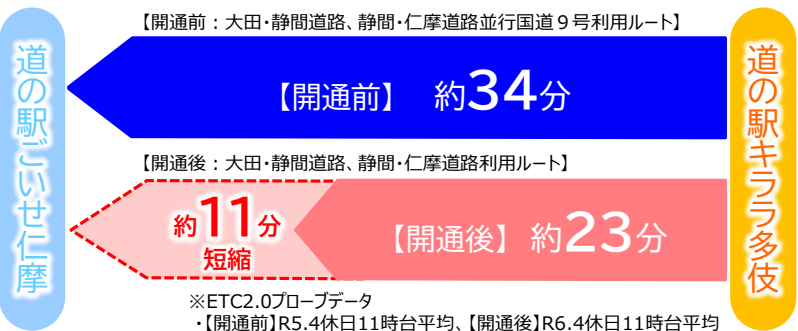 道の駅ごいせ仁摩
【開通前：大田・静間道路、静間・仁摩道路並行国道９号利用ルート】
【開通前】 約34分
【開通後：大田・静間道路、静間・仁摩道路利用ルート】
約11分
短縮
【開通後】 約23分
※ETC2.0プローブデータ
・【開通前】R5.4休日11時台平均、【開通後】R6.4休日11時台平均
道の駅キララ多伎